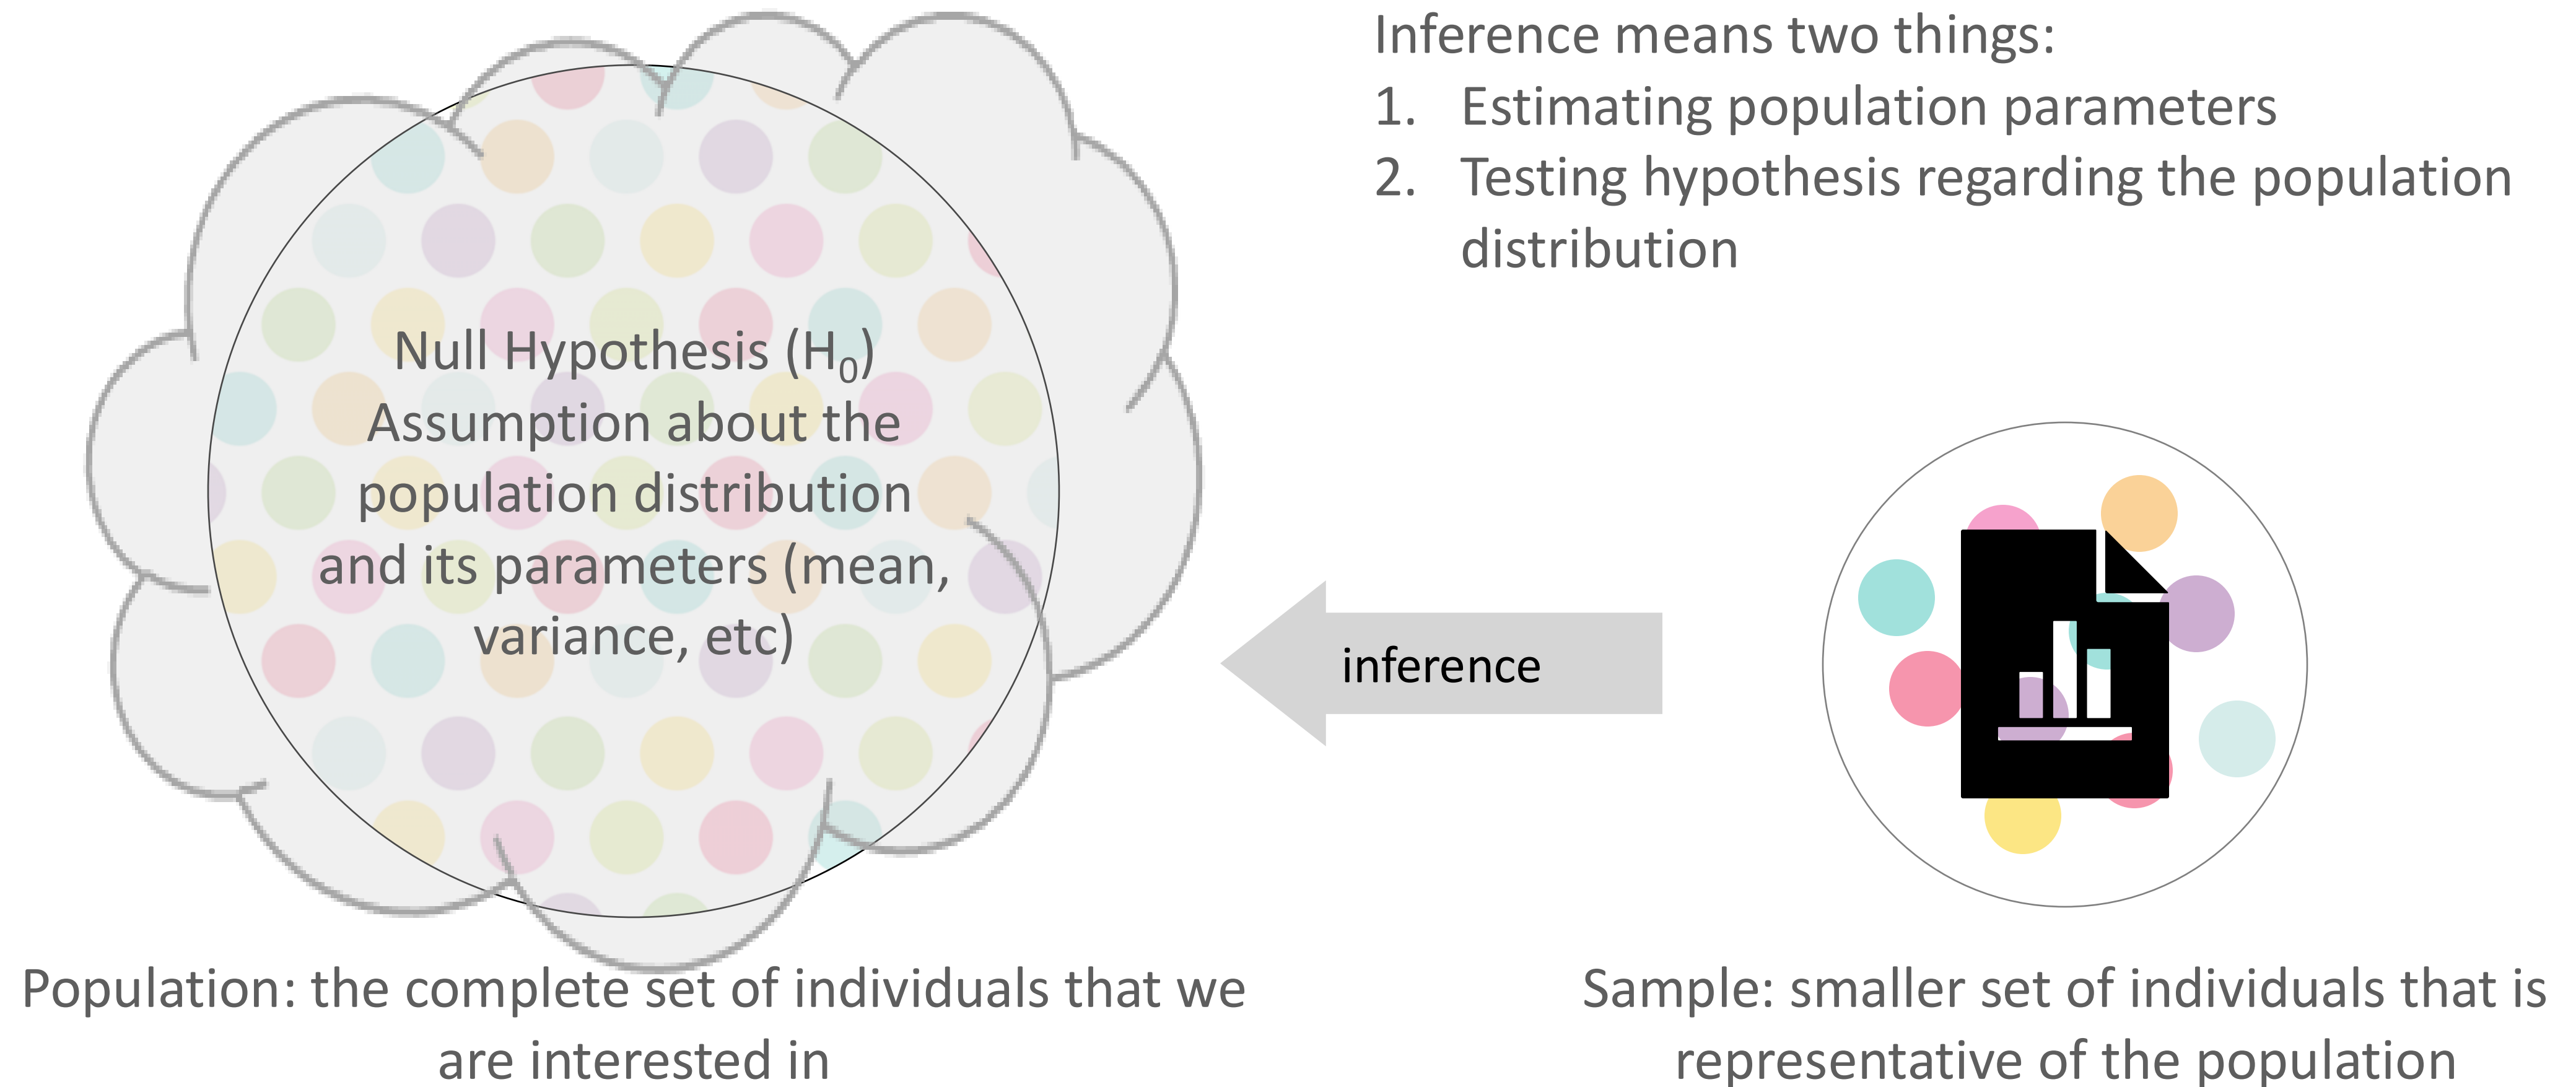 Inference means two things:
1. Estimating population parameters
2. Testing hypothesis regarding the population
distribution
Null Hypothesis (H₀)
Assumption about the
population distribution
and its parameters (mean,
variance, etc)
inference
Population: the complete set of individuals that we
are interested in
Sample: smaller set of individuals that is
representative of the population